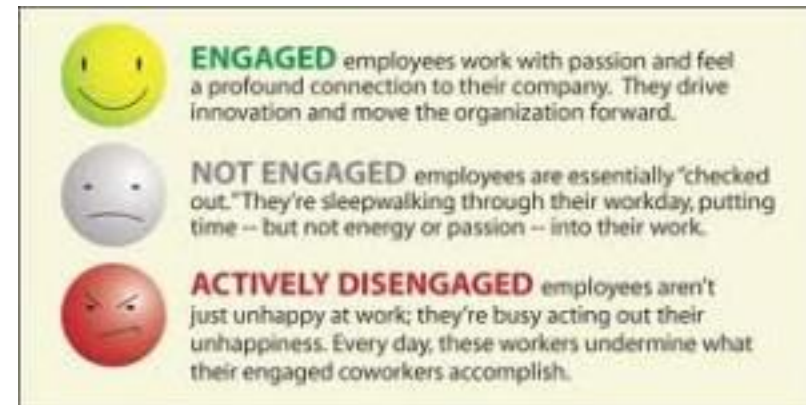 ENGAGED employees work with passion and feel
a profound connection to their company. They drive
innovation and move the organization forward.
NOT ENGAGED employees are essentially "checked
out." They're sleepwalking through their workday, putting
time -- but not energy or passion -- into their work.
ACTIVELY DISENGAGED employees aren't
just unhappy at work; they're busy acting out their
unhappiness. Every day, these workers undermine what
their engaged coworkers accomplish.